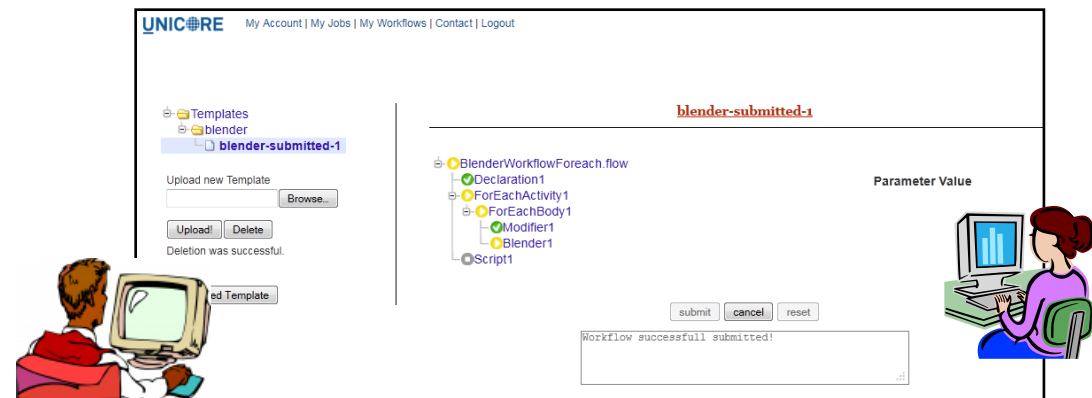 UNICORE
My Account | My Jobs | My Workflows | Contact | Logout
Templates
blender
blender-submitted-1
Upload new Template
Browse...
Upload! Delete
Deletion was successful.
ed Template
blender-submitted-1
BlenderWorkflowForeach.flow
Declaration1
ForEachActivity1
ForEachBody1
Modifier1
Blender1
Script1
Parameter Value
submit cancel reset
Workflow successfull submitted!